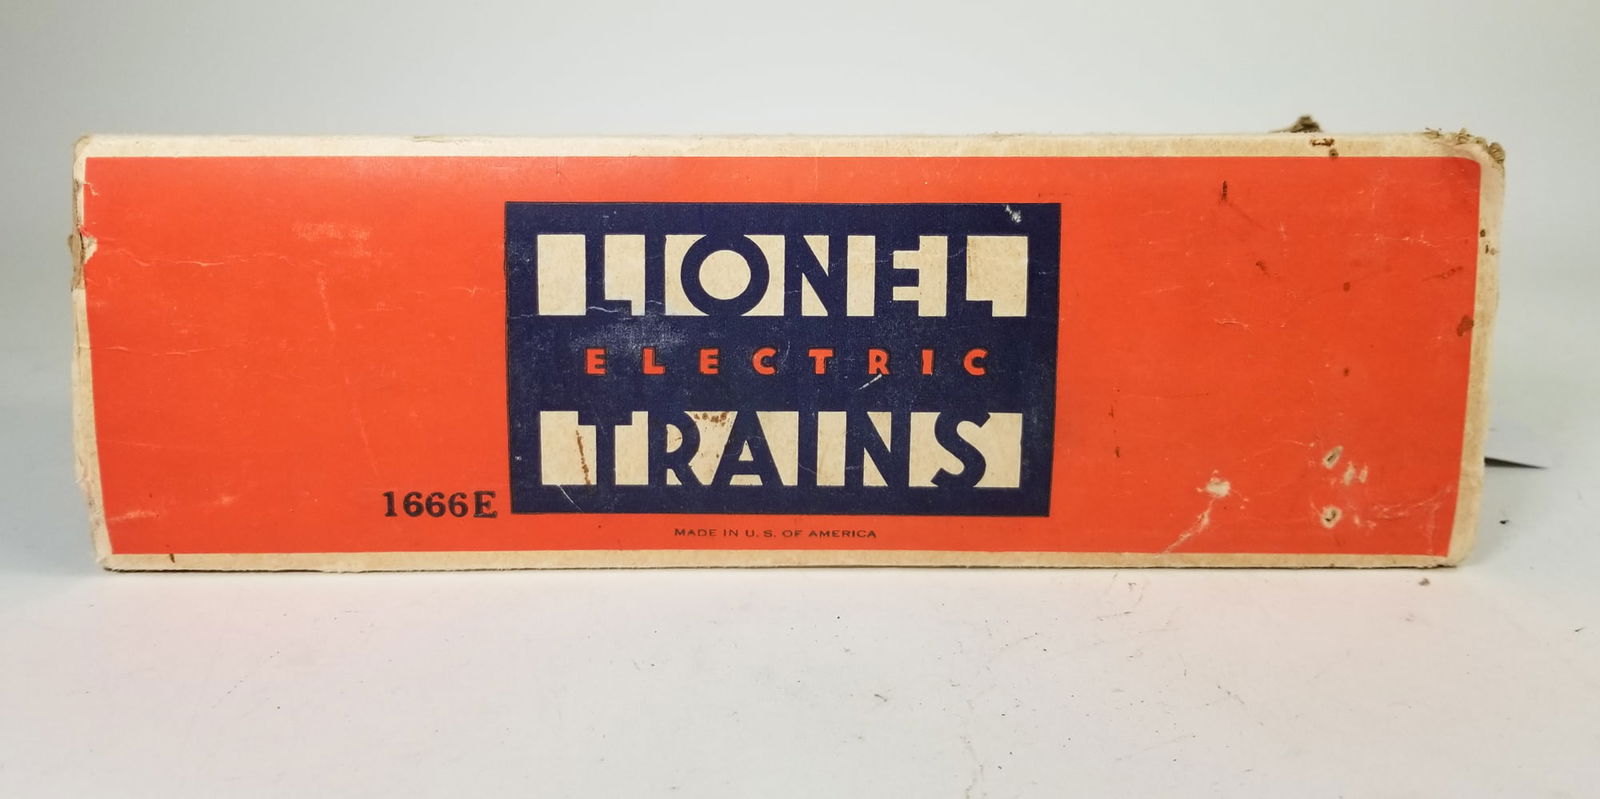 LIONEL
ELECTRIC
TRAINS
1666E
MADE IN U.S. OF AMERICA